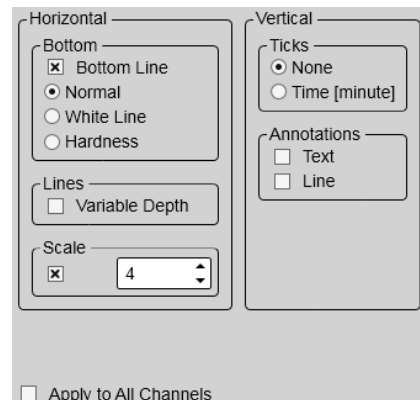 Horizontal
Bottom
Bottom Line
Normal
White Line
Hardness
Lines
Variable Depth
Scale
4
Vertical
Ticks
None
Time [minute]
Annotations
Text
Line
Apply to All Channels